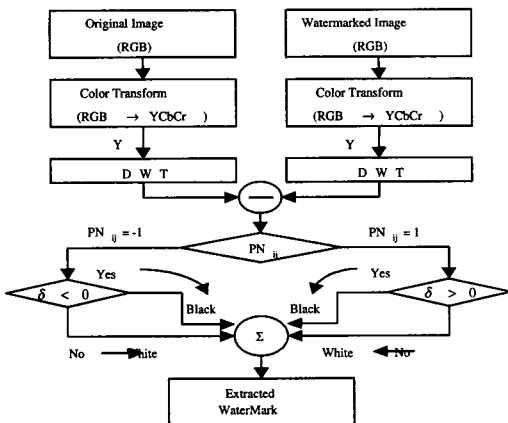 Original Image
(RGB)
Watermarked Image
(RGB)
Color Transform
(RGB → YCbCr )
Color Transform
(RGB → YCbCr )
Y
Y
D W T
D W T
—
PN ij = -1
PN ij
PN ij = 1
Yes
Yes
δ < 0
δ > 0
Black
Black
Σ
No → White
White ← No
Extracted
WaterMark